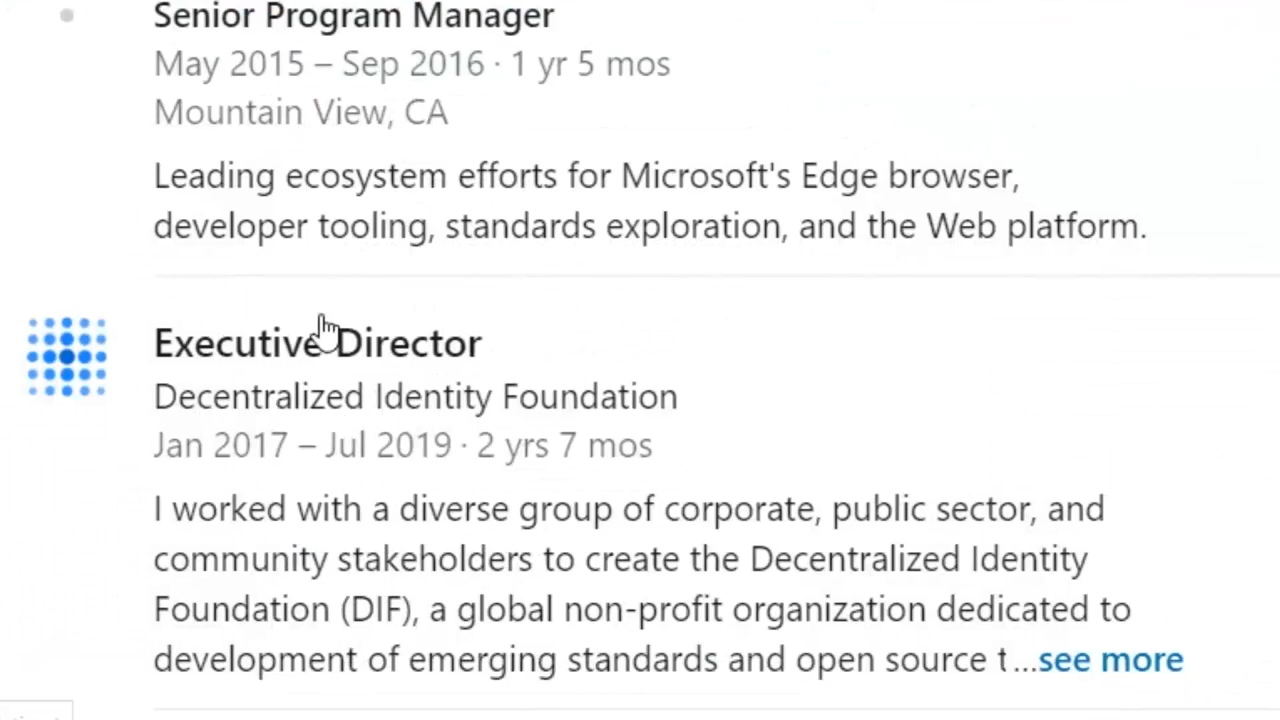 Senior Program Manager
May 2015 – Sep 2016 · 1 yr 5 mos
Mountain View, CA
Leading ecosystem efforts for Microsoft's Edge browser,
developer tooling, standards exploration, and the Web platform.
Executive Director
Decentralized Identity Foundation
Jan 2017 – Jul 2019 · 2 yrs 7 mos
I worked with a diverse group of corporate, public sector, and
community stakeholders to create the Decentralized Identity
Foundation (DIF), a global non-profit organization dedicated to
development of emerging standards and open source t...see more